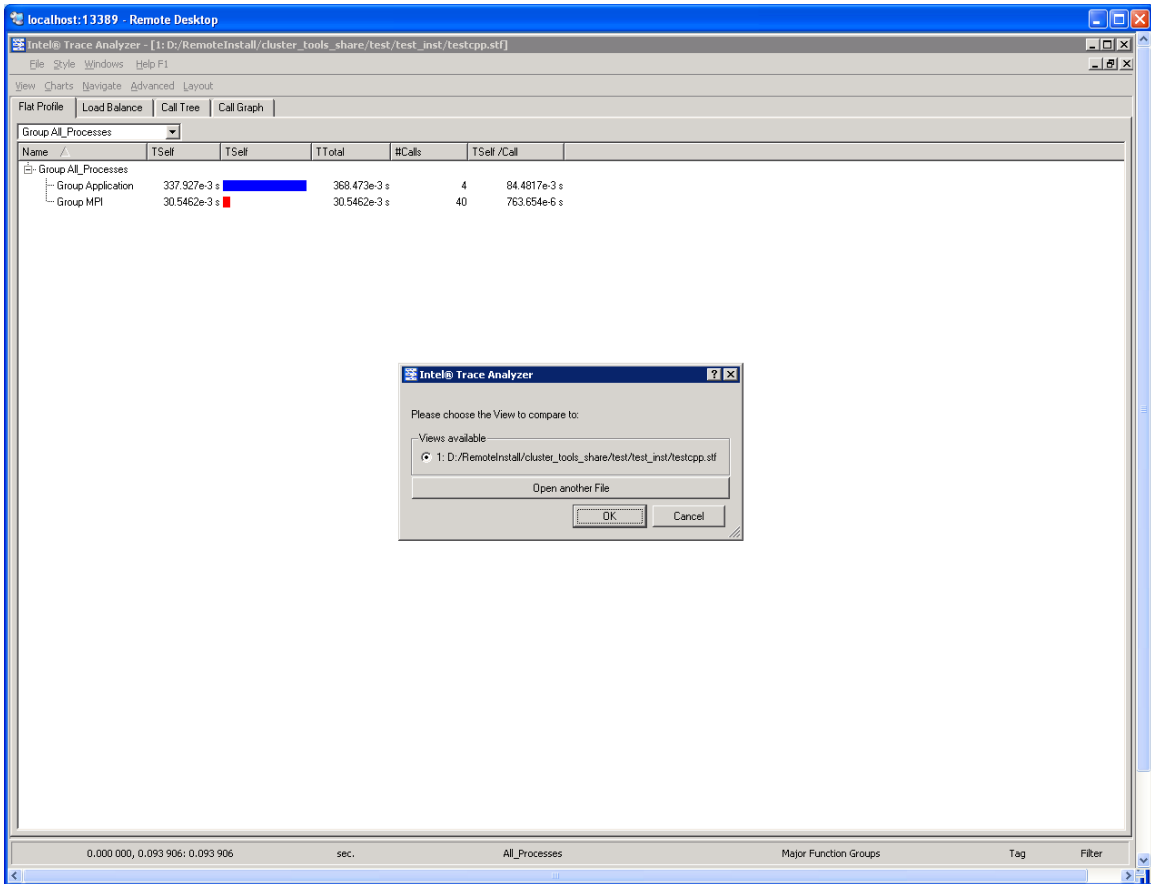 localhost:13389 - Remote Desktop
Intel® Trace Analyzer - [1: D:/RemoteInstall/cluster_tools_share/test/test_inst/testcpp.stf]
File Style Windows Help F1
View Charts Navigate Advanced Layout
Flat Profile Load Balance Call Tree Call Graph
Group All_Processes
Name TSelf TSelf TTotal #Calls TSelf /Call
Group All_Processes
Group Application 337.927e-3 s 368.473e-3 s 4 84.4817e-3 s
Group MPI 30.5462e-3 s 30.5462e-3 s 40 763.654e-6 s
Intel® Trace Analyzer
Please choose the View to compare to:
Views available
1: D:/RemoteInstall/cluster_tools_share/test/test_inst/testcpp.stf
Open another File
OK Cancel
0.000 000, 0.093 906: 0.093 906 sec. All_Processes Major Function Groups Tag Filter